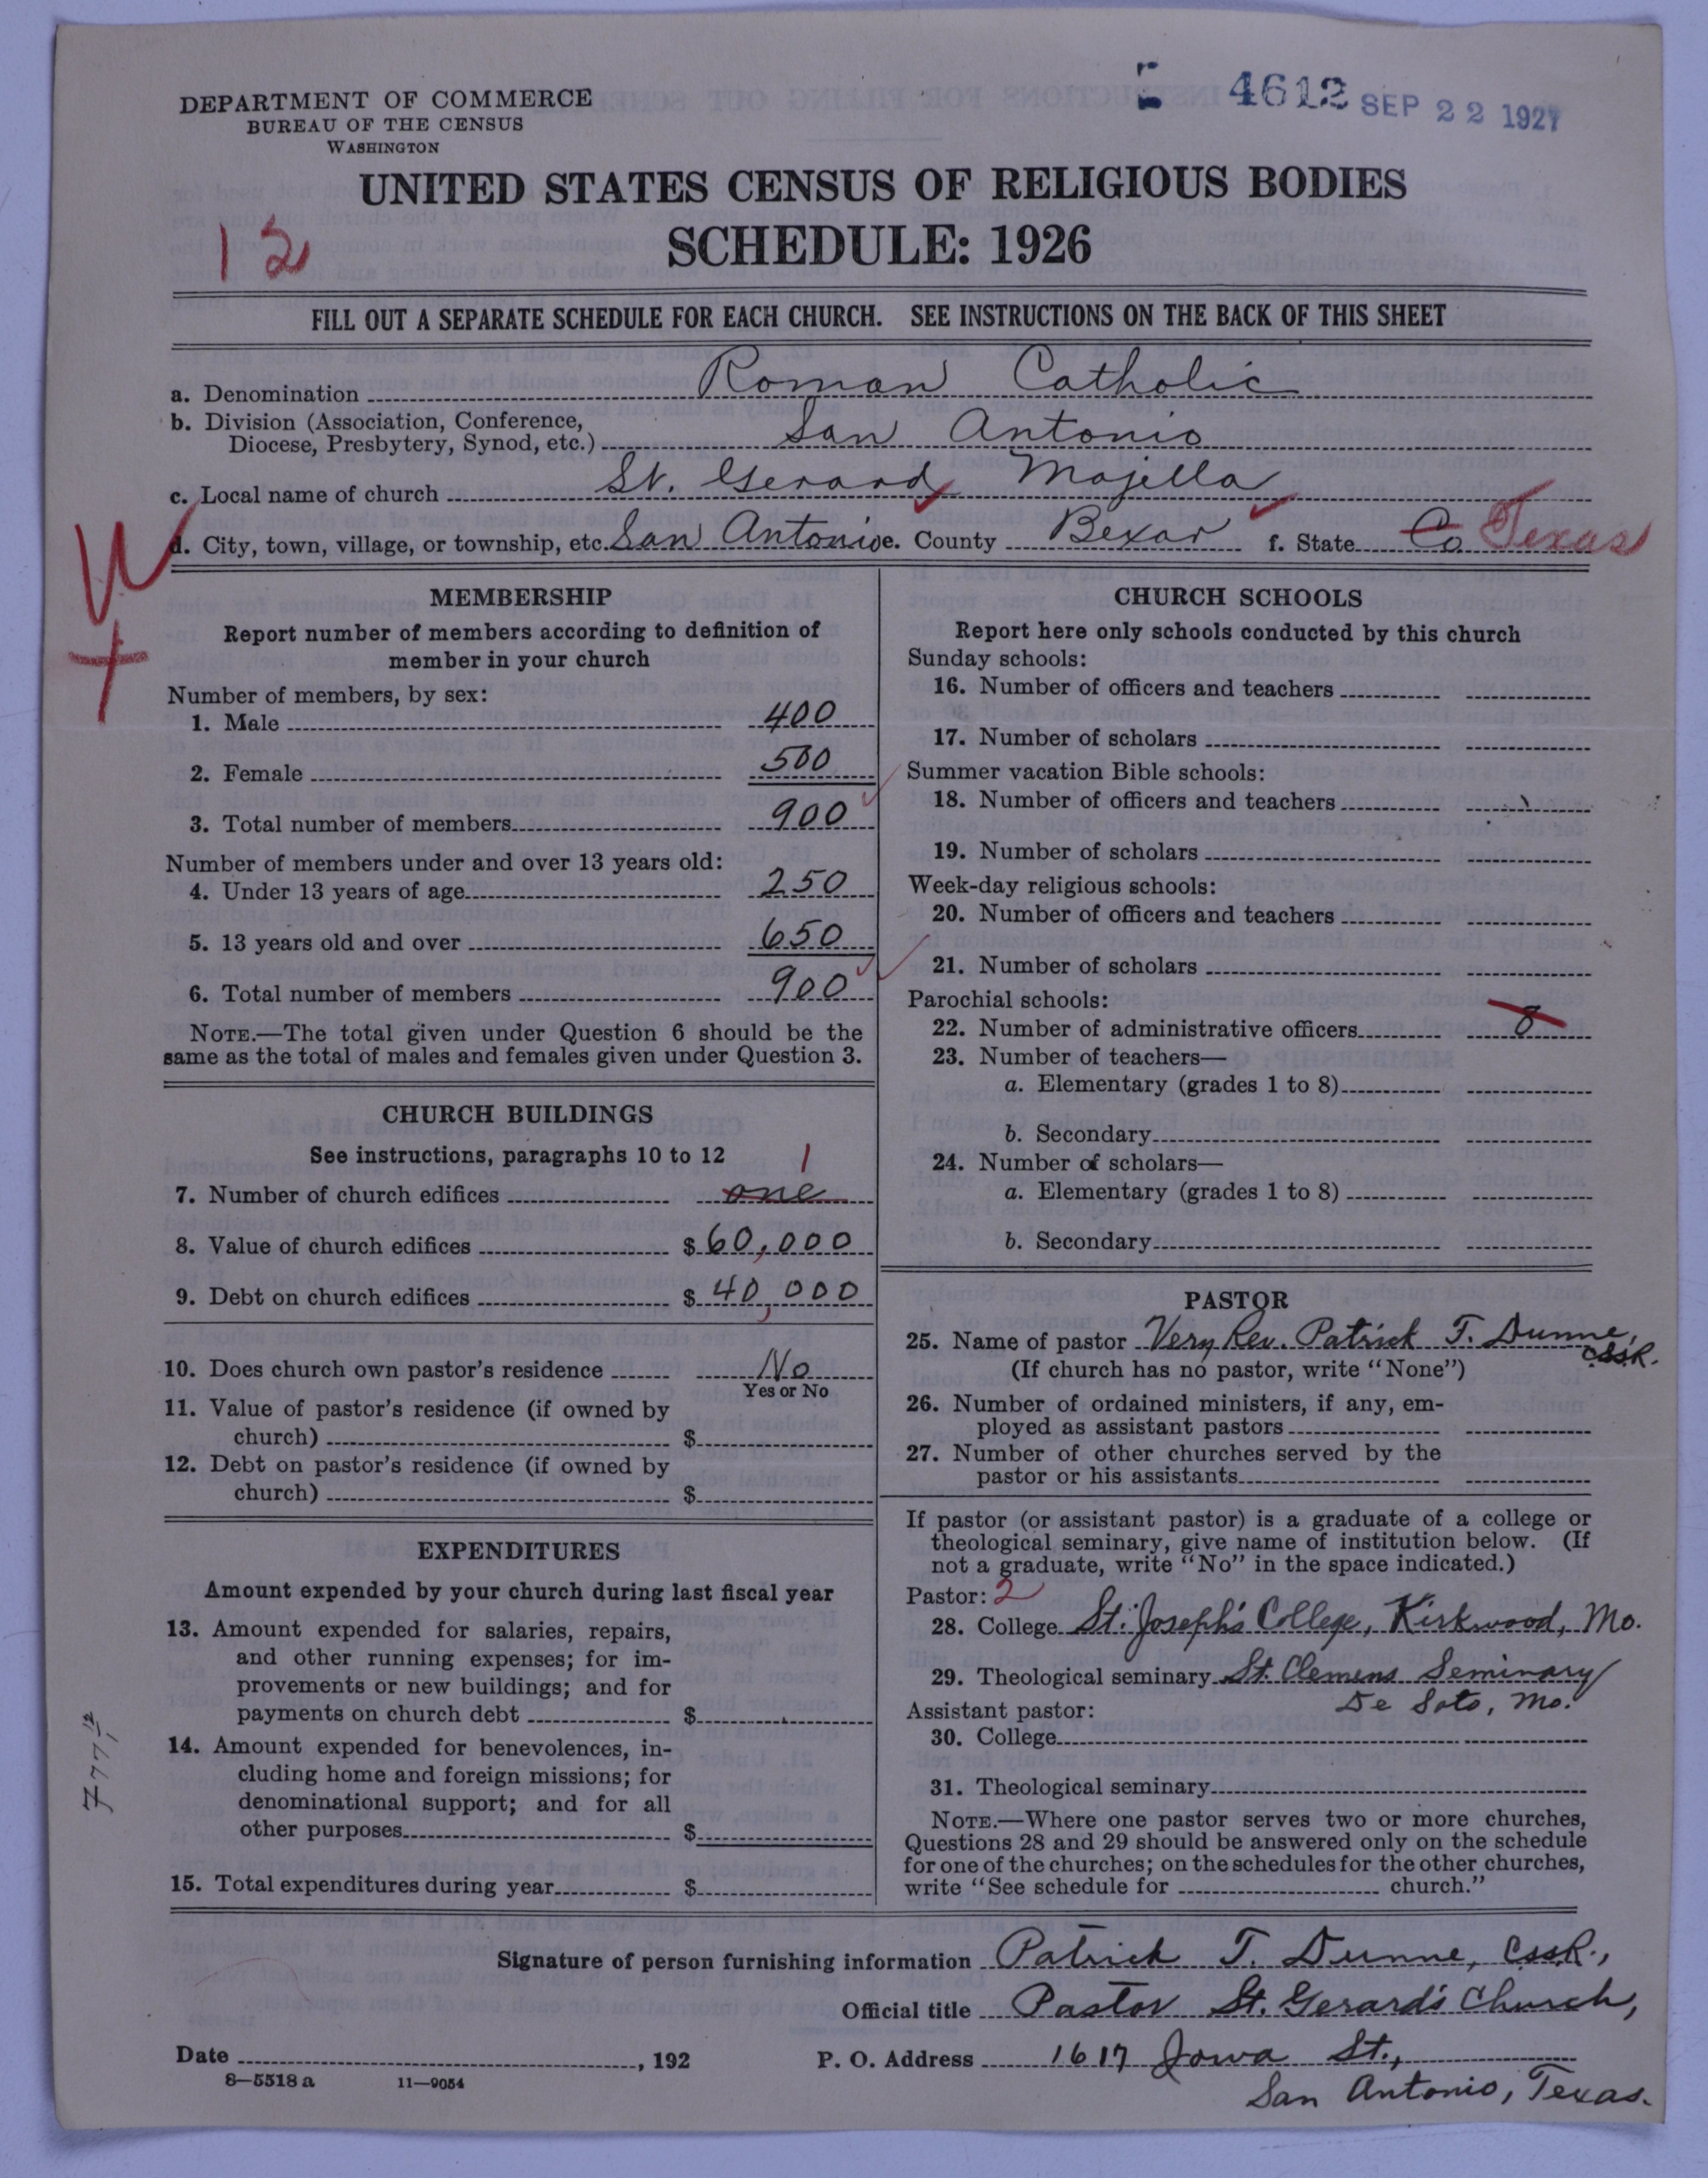 4612 SEP 22 1927
DEPARTMENT OF COMMERCE
BUREAU OF THE CENSUS
WASHINGTON
UNITED STATES CENSUS OF RELIGIOUS BODIES
SCHEDULE: 1926
12
FILL OUT A SEPARATE SCHEDULE FOR EACH CHURCH. SEE INSTRUCTIONS ON THE BACK OF THIS SHEET
a. Denomination Roman Catholic
b. Division (Association, Conference,
Diocese, Presbytery, Synod, etc.) San Antonio
c. Local name of church St. Gerard Majella
d. City, town, village, or township, etc. San Antonio e. County Bexar f. State Co Texas
MEMBERSHIP
Report number of members according to definition of
member in your church
Number of members, by sex:
1. Male 400
2. Female 500
3. Total number of members 900
Number of members under and over 13 years old:
4. Under 13 years of age 250
5. 13 years old and over 650
6. Total number of members 900
NOTE.—The total given under Question 6 should be the
same as the total of males and females given under Question 3.
CHURCH BUILDINGS
See instructions, paragraphs 10 to 12 1
7. Number of church edifices one
8. Value of church edifices $60,000
9. Debt on church edifices $40,000
10. Does church own pastor's residence No
Yes or No
11. Value of pastor's residence (if owned by
church) $
12. Debt on pastor's residence (if owned by
church) $
EXPENDITURES
Amount expended by your church during last fiscal year
13. Amount expended for salaries, repairs,
and other running expenses; for im-
provements or new buildings; and for
payments on church debt $
14. Amount expended for benevolences, in-
cluding home and foreign missions; for
denominational support; and for all
other purposes $
15. Total expenditures during year $
CHURCH SCHOOLS
Report here only schools conducted by this church
Sunday schools:
16. Number of officers and teachers
17. Number of scholars
Summer vacation Bible schools:
18. Number of officers and teachers
19. Number of scholars
Week-day religious schools:
20. Number of officers and teachers
21. Number of scholars
Parochial schools:
22. Number of administrative officers 8
23. Number of teachers—
a. Elementary (grades 1 to 8)
b. Secondary
24. Number of scholars—
a. Elementary (grades 1 to 8)
b. Secondary
PASTOR
25. Name of pastor Very Rev. Patrick T. Dunne,
CSSR.
(If church has no pastor, write "None")
26. Number of ordained ministers, if any, em-
ployed as assistant pastors
27. Number of other churches served by the
pastor or his assistants
If pastor (or assistant pastor) is a graduate of a college or
theological seminary, give name of institution below. (If
not a graduate, write "No" in the space indicated.)
Pastor: 2
28. College St. Joseph's College, Kirkwood, Mo.
29. Theological seminary St. Clemens Seminary
De Soto, Mo.
Assistant pastor:
30. College
31. Theological seminary
NOTE.—Where one pastor serves two or more churches,
Questions 28 and 29 should be answered only on the schedule
for one of the churches; on the schedules for the other churches,
write "See schedule for church."
Signature of person furnishing information Patrick T. Dunne, CSSR.,
Official title Pastor St. Gerard's Church,
Date , 192 P. O. Address 1617 Iowa St.,
San Antonio, Texas.
8—5518 a 11—9054